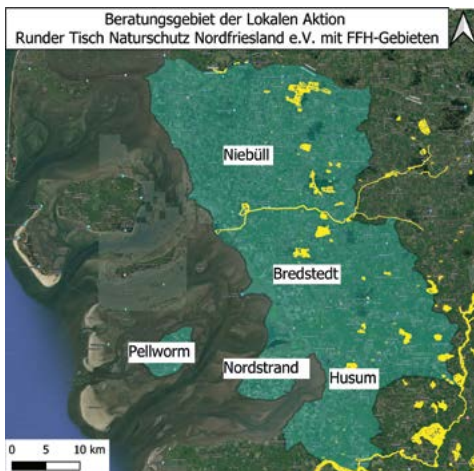 Beratungsgebiet der Lokalen Aktion
Runder Tisch Naturschutz Nordfriesland e.V. mit FFH-Gebieten
Niebüll
Bredstedt
Pellworm
Nordstrand
Husum
0 5 10 km